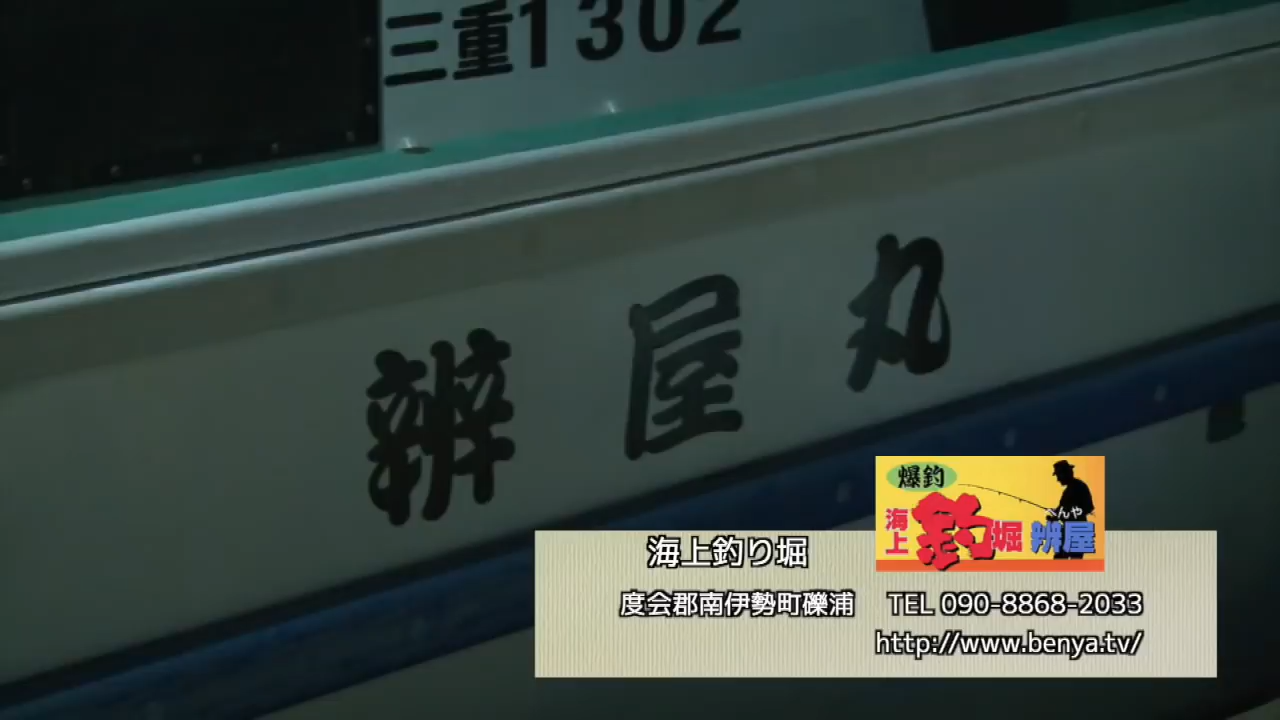 三重1302
辨屋丸
爆釣
海上釣堀辨屋
べんや
海上釣り堀
度会郡南伊勢町礫浦
TEL 090-8868-2033
http://www.benya.tv/